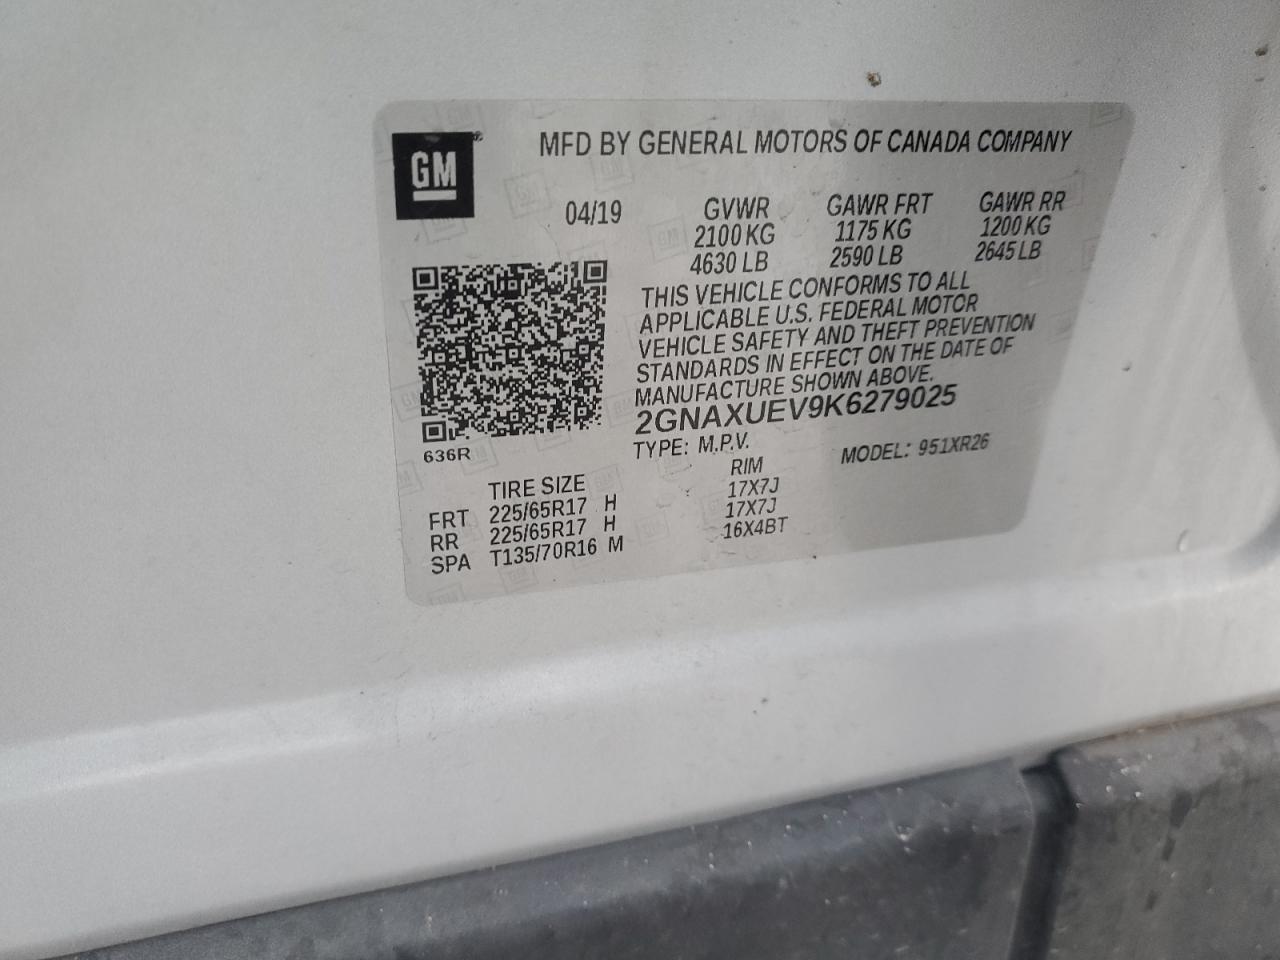 GM
MFD BY GENERAL MOTORS OF CANADA COMPANY
04/19 GVWR GAWR FRT GAWR RR
2100 KG 1175 KG 1200 KG
4630 LB 2590 LB 2645 LB
THIS VEHICLE CONFORMS TO ALL
APPLICABLE U.S. FEDERAL MOTOR
VEHICLE SAFETY AND THEFT PREVENTION
STANDARDS IN EFFECT ON THE DATE OF
MANUFACTURE SHOWN ABOVE.
2GNAXUEV9K6279025
TYPE: M.P.V. MODEL: 951XR26
636R
TIRE SIZE RIM
FRT 225/65R17 H 17X7J
RR 225/65R17 H 17X7J
SPA T135/70R16 M 16X4BT